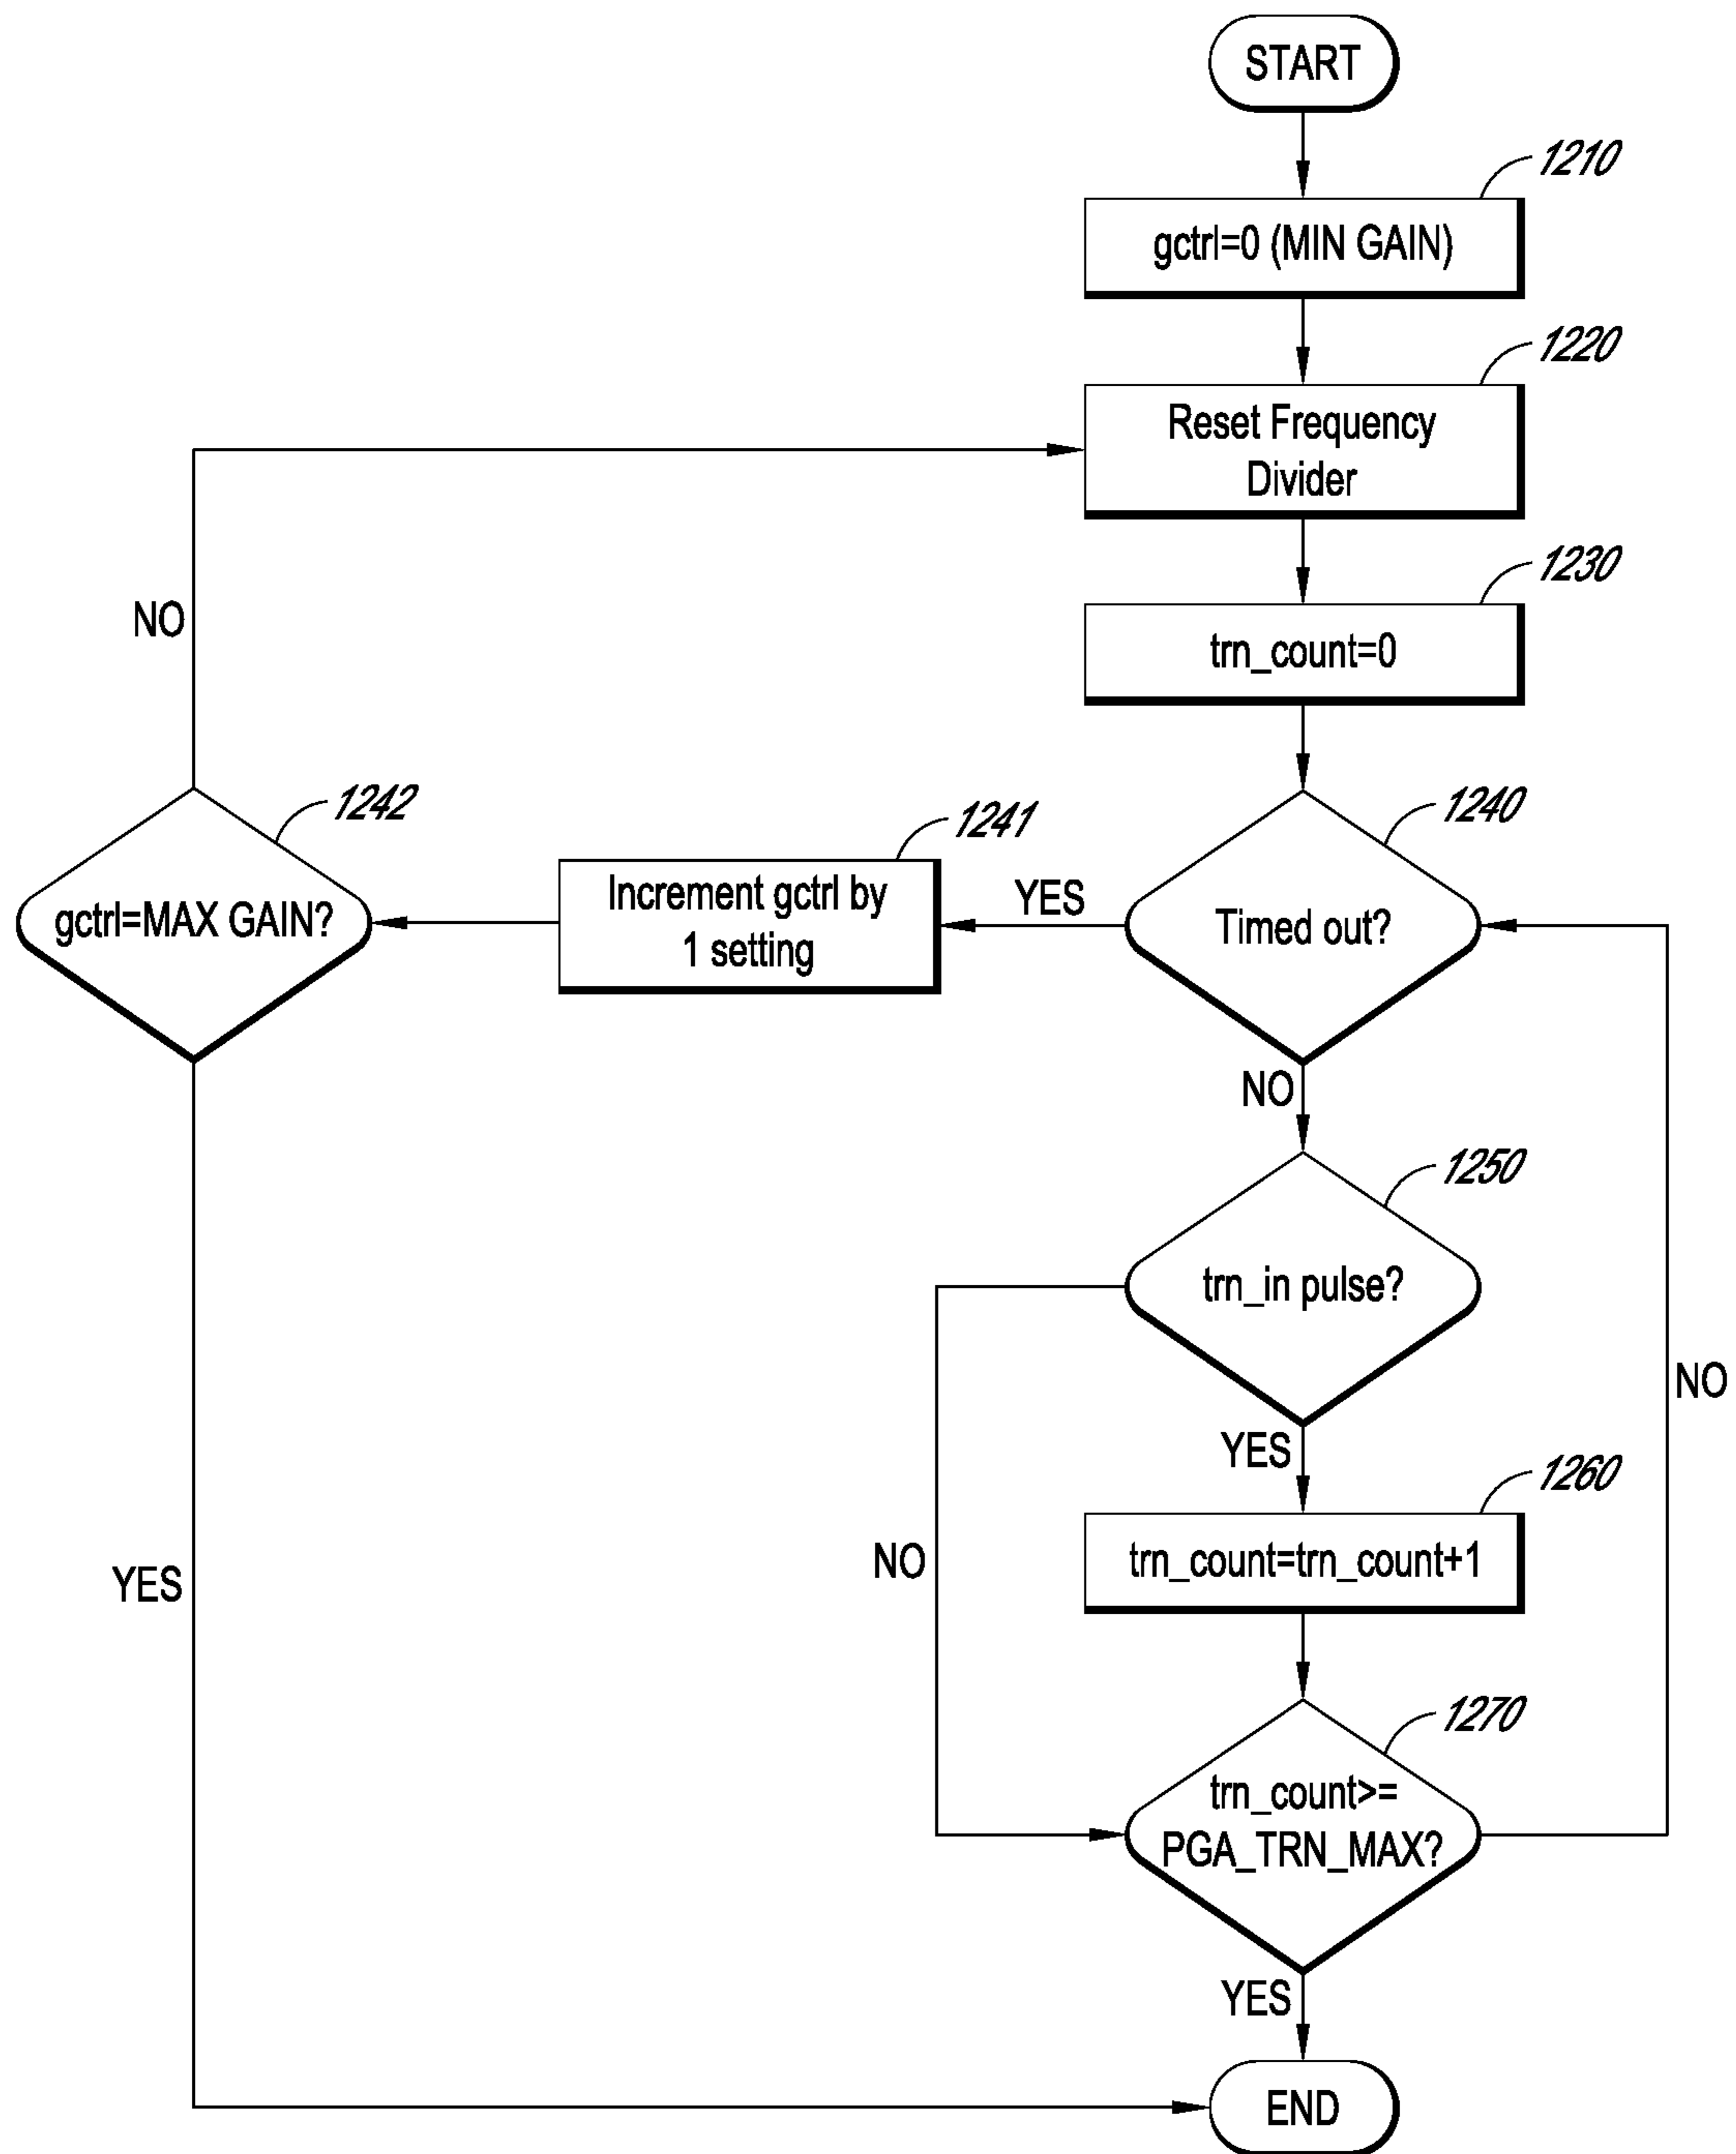 START
1210
gctrl=0 (MIN GAIN)
1220
Reset Frequency
Divider
1230
trn_count=0
NO
1242
gctrl=MAX GAIN?
1241
Increment gctrl by
1 setting
YES
1240
Timed out?
NO
1250
trn_in pulse?
NO
YES
NO
1260
trn_count=trn_count+1
YES
1270
trn_count>=
PGA_TRN_MAX?
YES
END